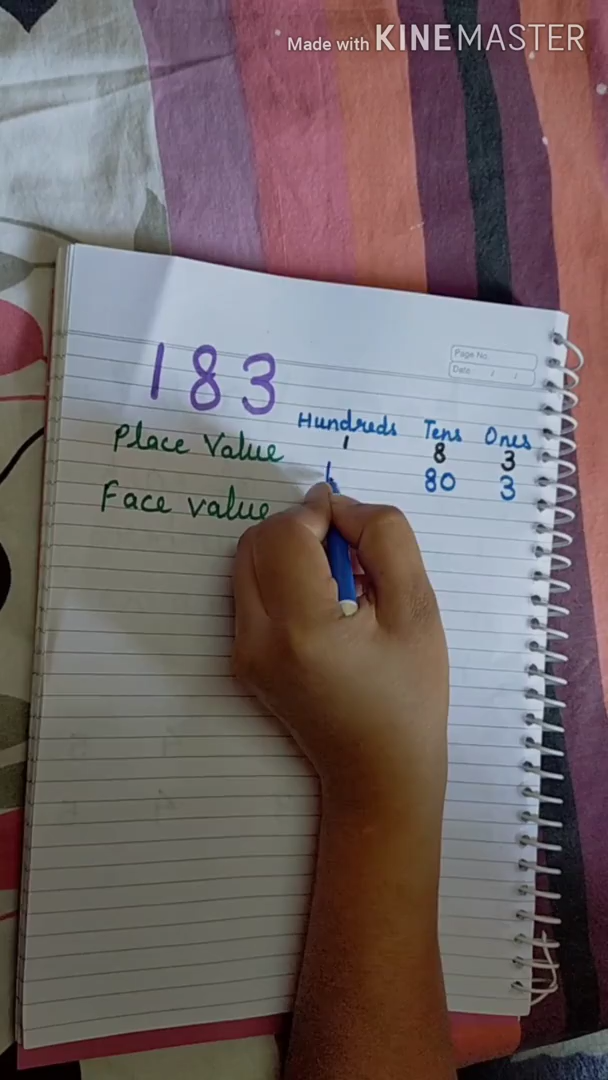 Made with KINEMASTER
Page No.
Date / /
183
Hundreds Tens Ones
Place Value 1 8 3
1 80 3
Face value